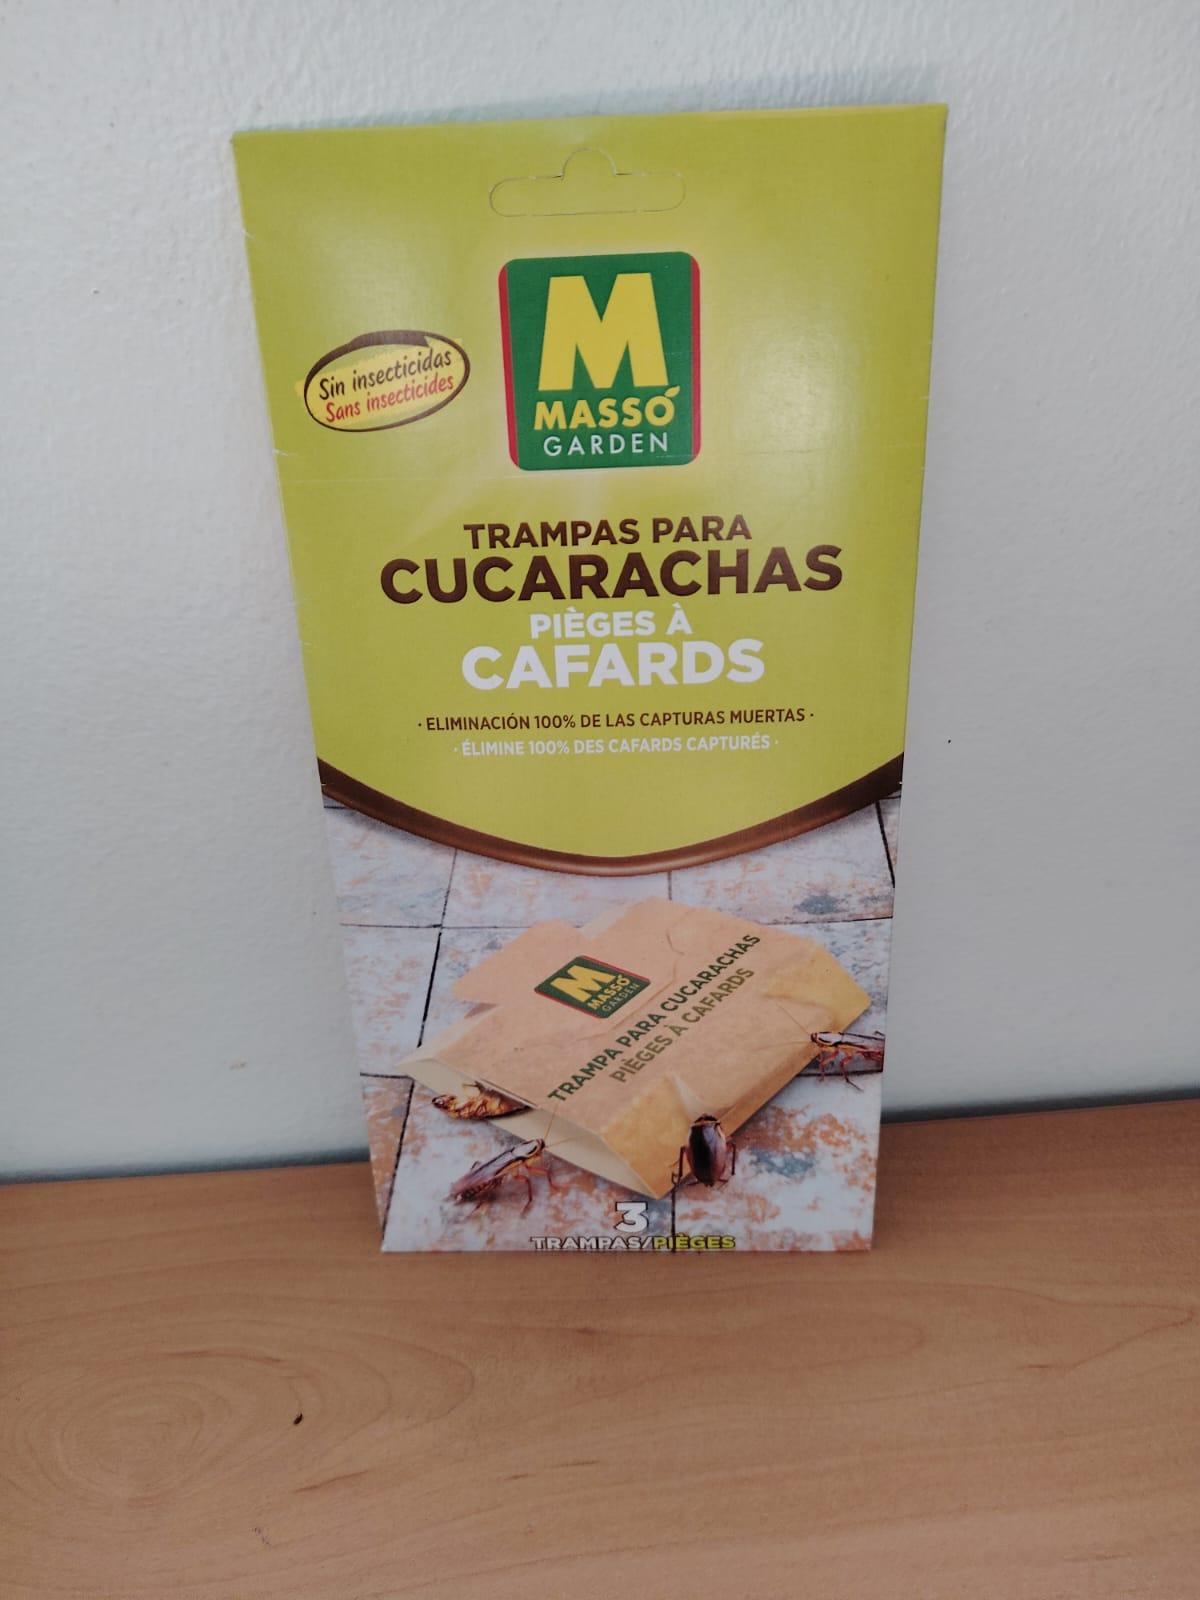 Sin insecticidas
Sans insecticides
M
MASSÓ
GARDEN
TRAMPAS PARA
CUCARACHAS
PIÈGES À
CAFARDS
· ELIMINACIÓN 100% DE LAS CAPTURAS MUERTAS ·
· ÉLIMINE 100% DES CAFARDS CAPTURÉS ·
M
MASSÓ
GARDEN
TRAMPA PARA CUCARACHAS
PIÈGES À CAFARDS
3
TRAMPAS/PIÈGES